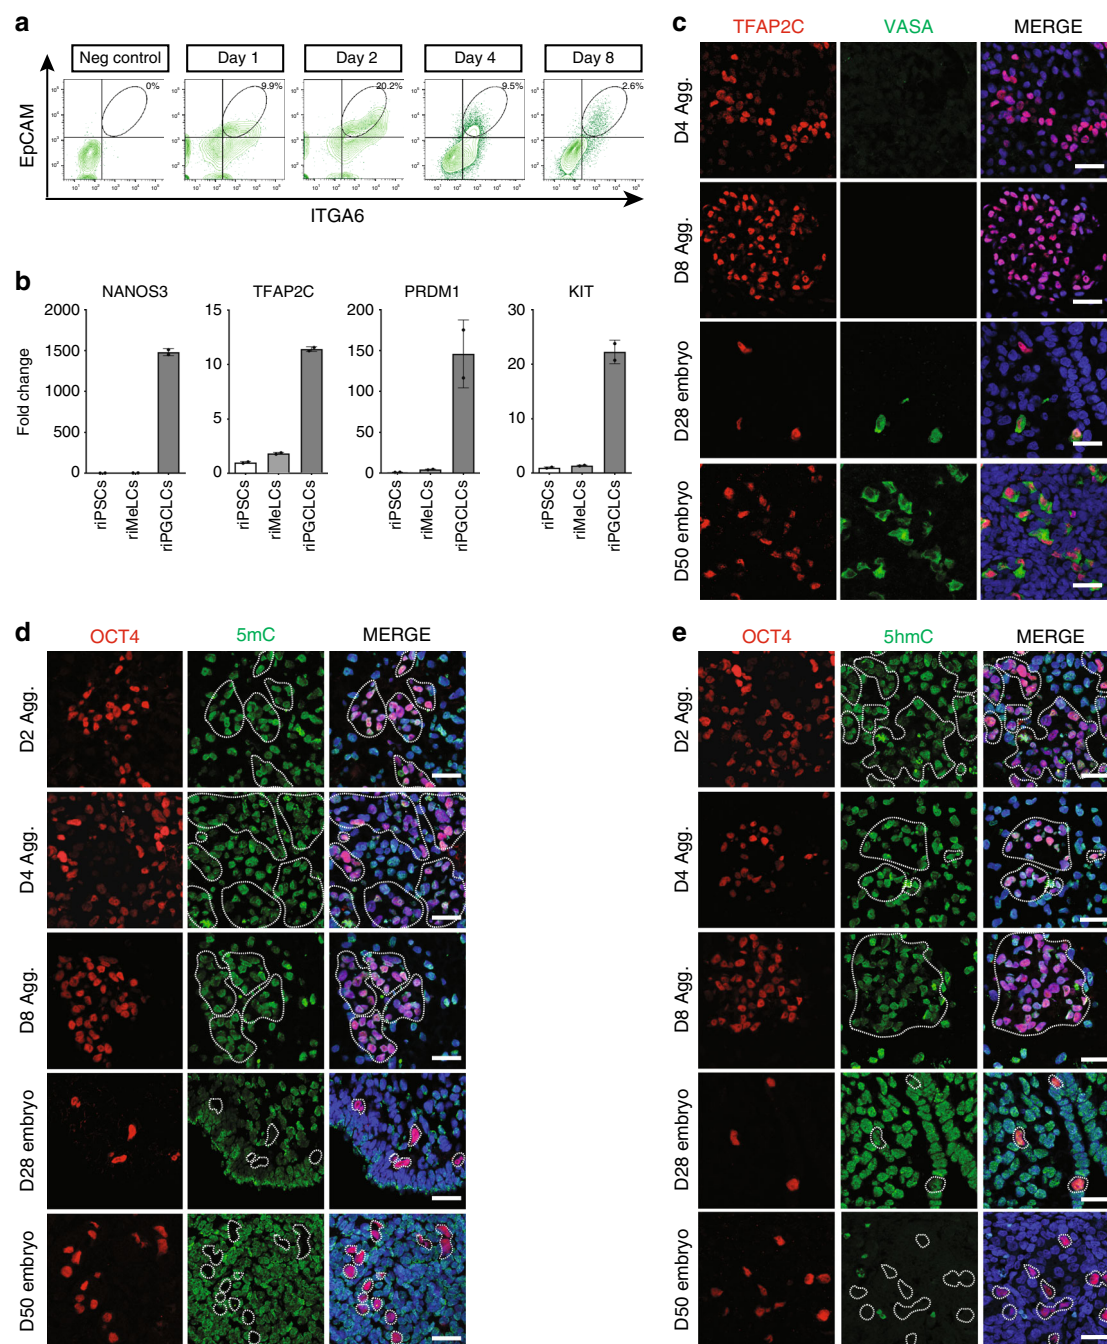 a
Neg control
Day 1
Day 2
Day 4
Day 8
0%
9.9%
20.2%
9.5%
2.6%
EpCAM
ITGA6
b
NANOS3
TFAP2C
PRDM1
KIT
Fold change
2000
1500
1000
500
0
15
10
5
0
200
150
100
50
0
30
20
10
0
riPSCs
riMeLCs
riPGCLCs
riPSCs
riMeLCs
riPGCLCs
riPSCs
riMeLCs
riPGCLCs
riPSCs
riMeLCs
riPGCLCs
c
TFAP2C
VASA
MERGE
D4 Agg.
D8 Agg.
D28 embryo
D50 embryo
d
OCT4
5mC
MERGE
D2 Agg.
D4 Agg.
D8 Agg.
D28 embryo
D50 embryo
e
OCT4
5hmC
MERGE
D2 Agg.
D4 Agg.
D8 Agg.
D28 embryo
D50 embryo